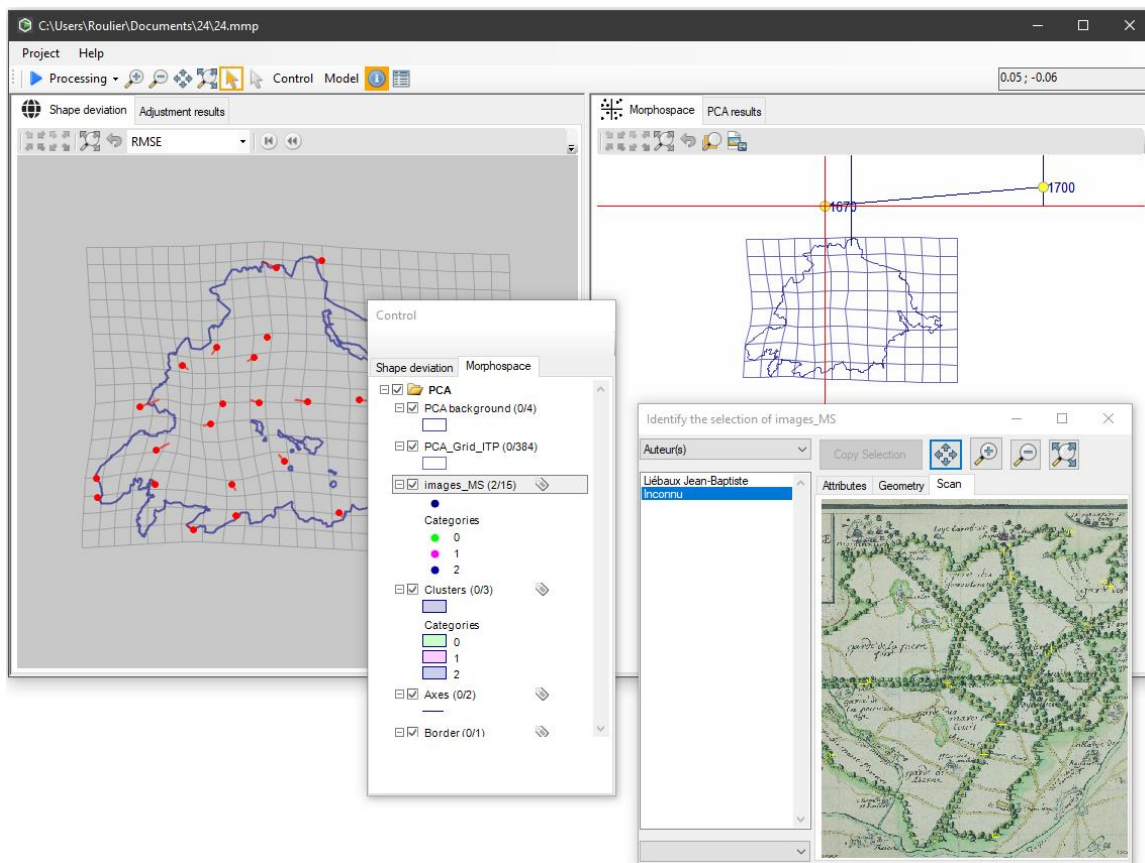 C:\Users\Roulier\Documents\24\24.mmp
Project Help
Processing Control Model
0.05 ; -0.06
Shape deviation Adjustment results
RMSE
Morphospace PCA results
1670
1700
Control
Shape deviation Morphospace
PCA
PCA background (0/4)
PCA_Grid_ITP (0/384)
images_MS (2/15)
Categories
0
1
2
Clusters (0/3)
Categories
0
1
2
Axes (0/2)
Border (0/1)
Identify the selection of images_MS
Auteur(s)
Copy Selection
Liébaux Jean-Baptiste
Inconnu
Attributes Geometry Scan